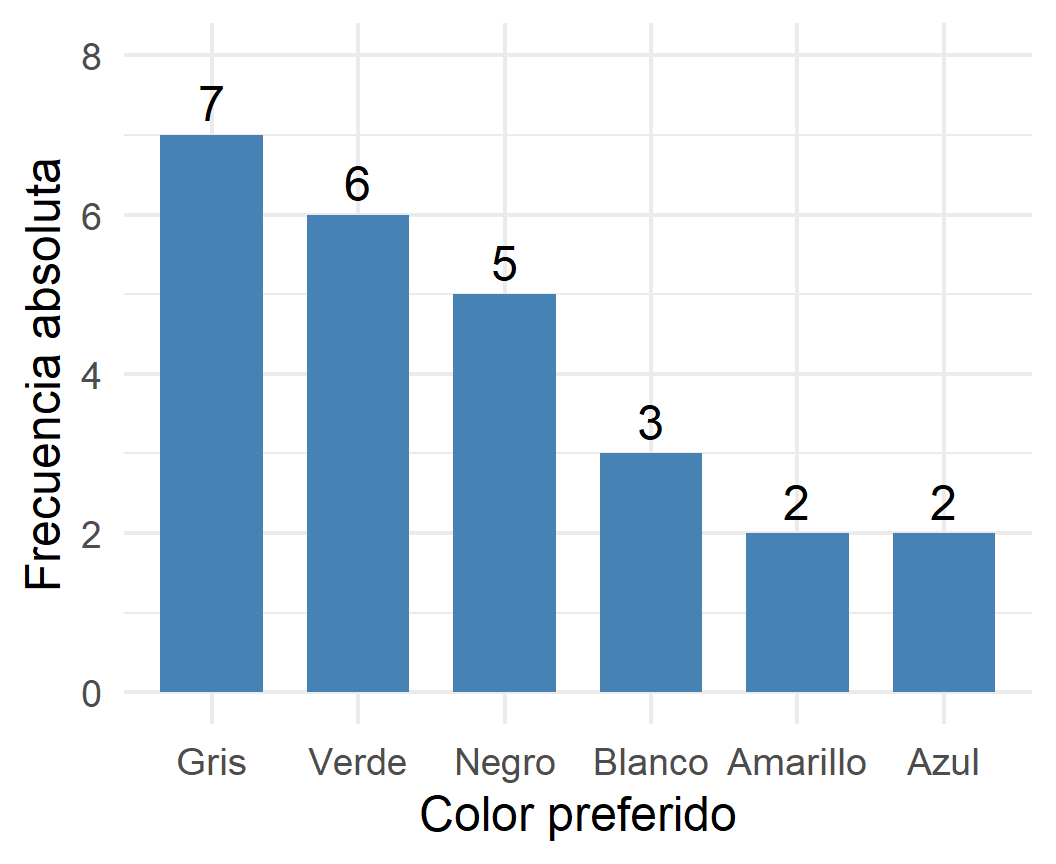 Frecuencia absoluta
8
6
4
2
0
7
6
5
3
2
2
Gris
Verde
Negro
Blanco
Amarillo
Azul
Color preferido